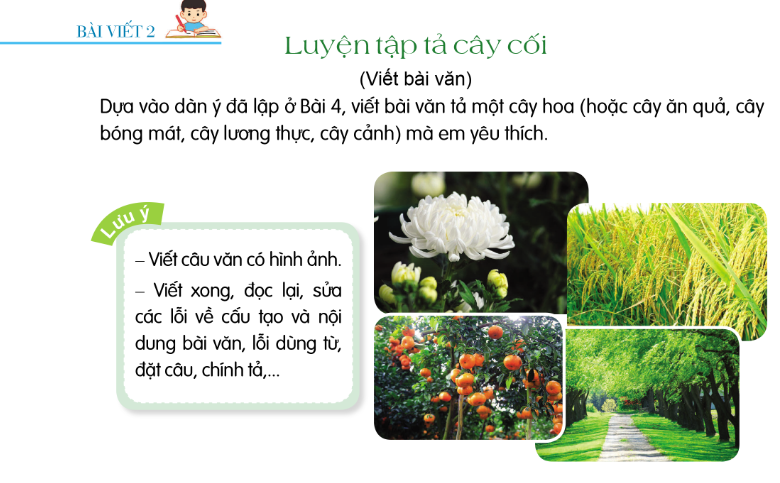 BÀI VIẾT 2
Luyện tập tả cây cối
(Viết bài văn)
Dựa vào dàn ý đã lập ở Bài 4, viết bài văn tả một cây hoa (hoặc cây ăn quả, cây
bóng mát, cây lương thực, cây cảnh) mà em yêu thích.
Lưu ý
– Viết câu văn có hình ảnh.
– Viết xong, đọc lại, sửa
các lỗi về cấu tạo và nội
dung bài văn, lỗi dùng từ,
đặt câu, chính tả,...